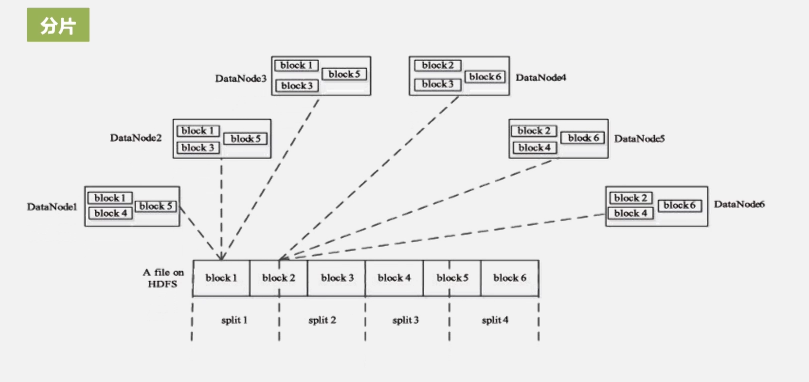 分片
DataNode3
block 1
block 5
block 3
block 2
block 6
block 3
DataNode4
DataNode2
block 1
block 5
block 3
block 2
block 6
block 4
DataNode5
DataNode1
block 1
block 5
block 4
block 2
block 6
block 4
DataNode6
A file on
HDFS
block 1 block 2 block 3 block 4 block 5 block 6
split 1 split 2 split 3 split 4